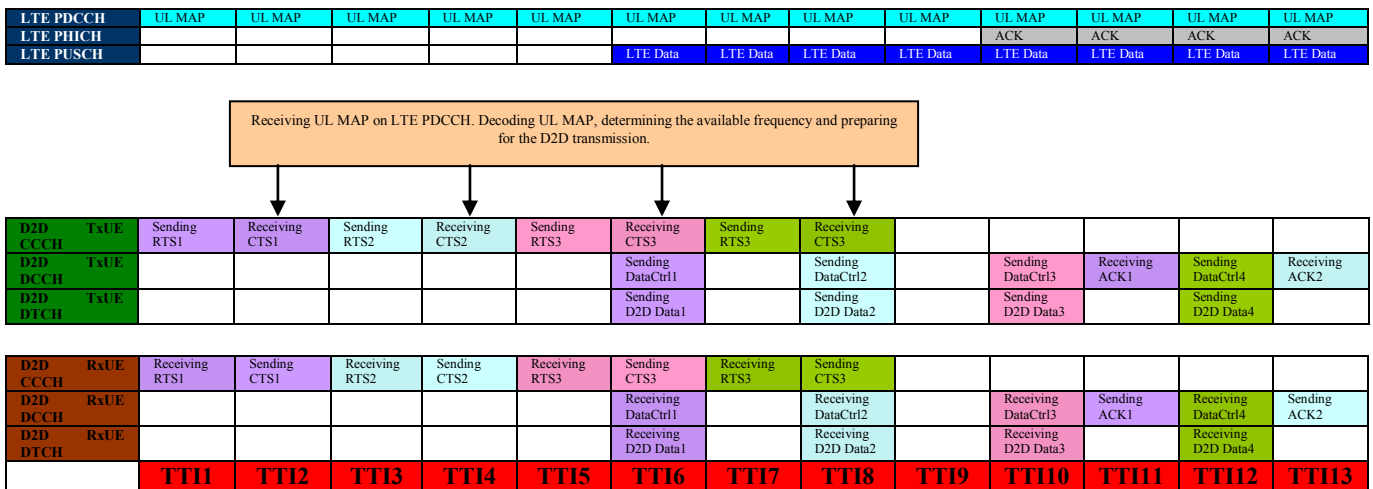 LTE PDCCH UL MAP UL MAP UL MAP UL MAP UL MAP UL MAP UL MAP UL MAP UL MAP UL MAP UL MAP UL MAP UL MAP
LTE PHICH ACK ACK ACK ACK
LTE PUSCH LTE Data LTE Data LTE Data LTE Data LTE Data LTE Data LTE Data LTE Data
Receiving UL MAP on LTE PDCCH. Decoding UL MAP, determining the available frequency and preparing
for the D2D transmission.
D2D TxUE Sending Receiving Sending Receiving Sending Receiving Sending Receiving
CCCH RTS1 CTS1 RTS2 CTS2 RTS3 CTS3 RTS3 CTS3
D2D TxUE Sending Sending Sending Receiving Sending Receiving
DCCH DataCtrl1 DataCtrl2 DataCtrl3 ACK1 DataCtrl4 ACK2
D2D TxUE Sending Sending Sending Sending
DTCH D2D Data1 D2D Data2 D2D Data3 D2D Data4
D2D RxUE Receiving Sending Receiving Sending Receiving Sending Receiving Sending
CCCH RTS1 CTS1 RTS2 CTS2 RTS3 CTS3 RTS3 CTS3
D2D RxUE Receiving Receiving Receiving Sending Receiving Sending
DCCH DataCtrl1 DataCtrl2 DataCtrl3 ACK1 DataCtrl4 ACK2
D2D RxUE Receiving Receiving Receiving Receiving
DTCH D2D Data1 D2D Data2 D2D Data3 D2D Data4
TTI1 TTI2 TTI3 TTI4 TTI5 TTI6 TTI7 TTI8 TTI9 TTI10 TTI11 TTI12 TTI13